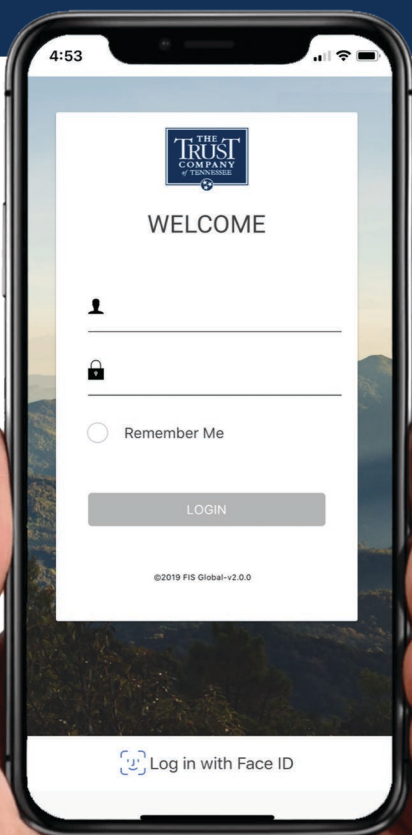 4:53
THE
TRUST
COMPANY
of TENNESSEE
WELCOME
Remember Me
LOGIN
©2019 FIS Global-v2.0.0
Log in with Face ID